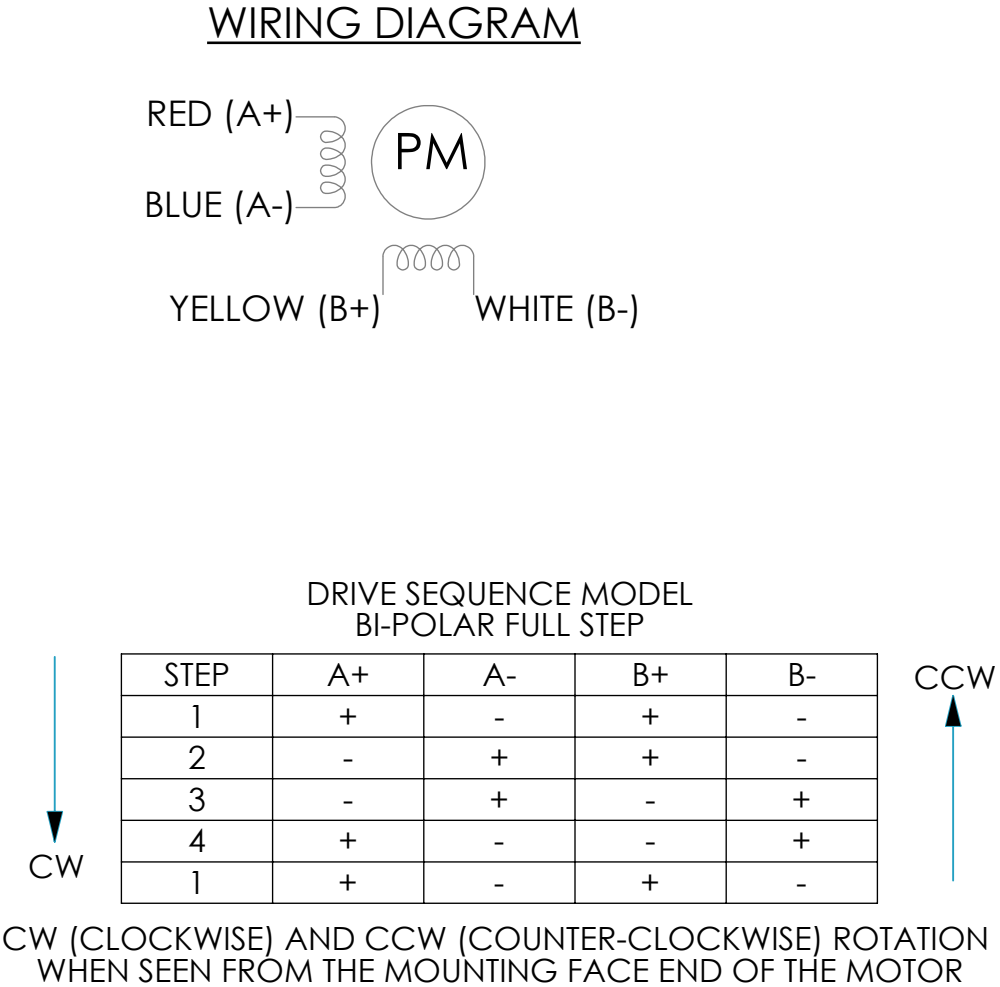 WIRING DIAGRAM
RED (A+)
PM
BLUE (A-)
YELLOW (B+)
WHITE (B-)
DRIVE SEQUENCE MODEL
BI-POLAR FULL STEP
STEP A+ A- B+ B-
1 + - + -
2 - + + -
3 - + - +
4 + - - +
1 + - + -
CW
CCW
CW (CLOCKWISE) AND CCW (COUNTER-CLOCKWISE) ROTATION
WHEN SEEN FROM THE MOUNTING FACE END OF THE MOTOR